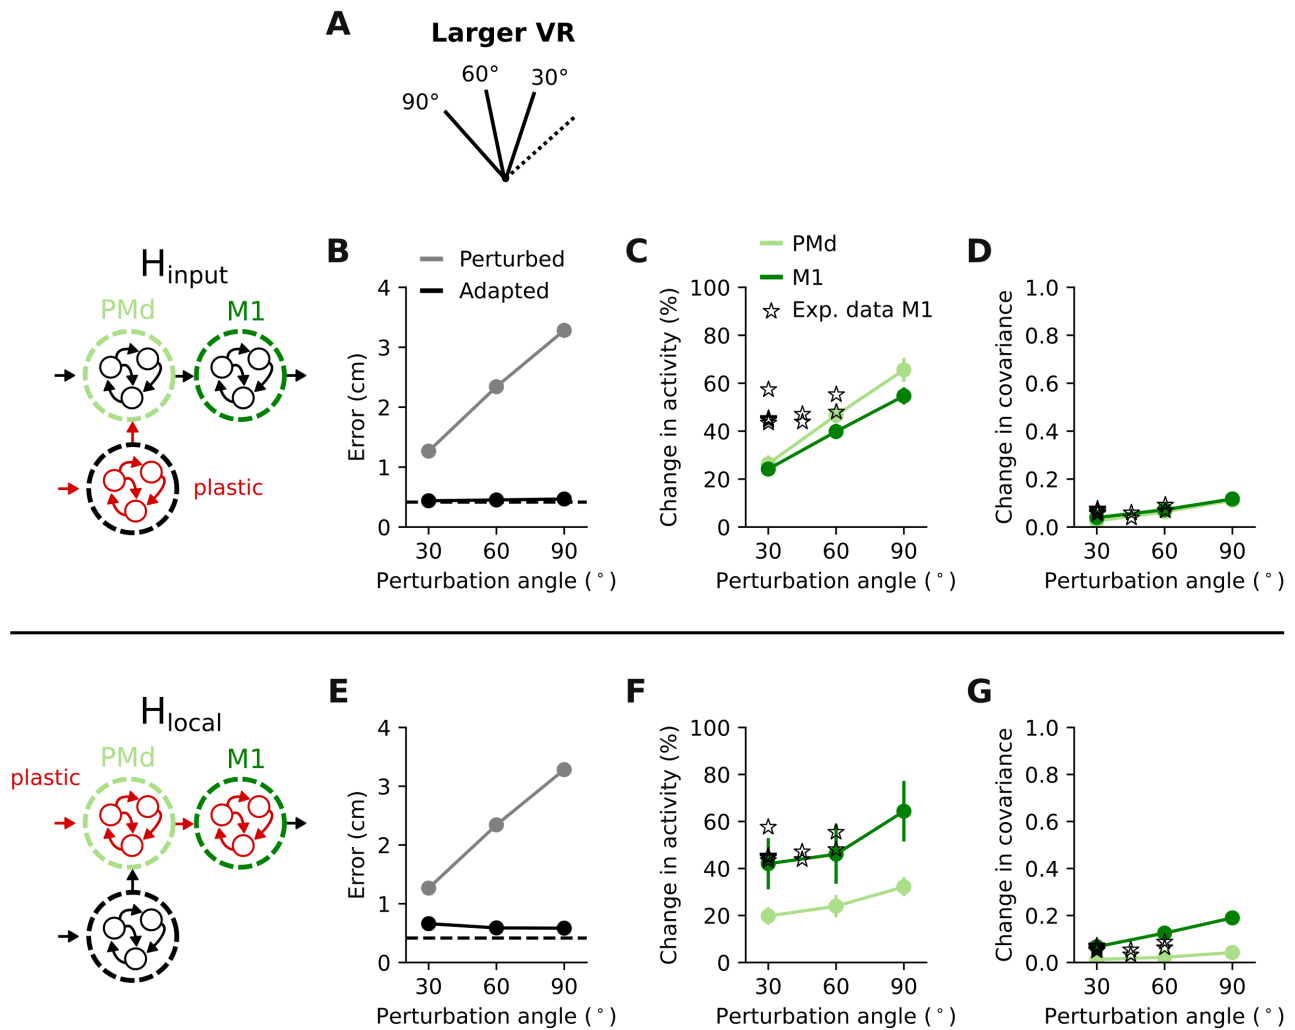 A
Larger VR
90°
60°
30°
H_input
PMd
M1
plastic
B
Perturbed
Adapted
Error (cm)
4
3
2
1
0
30
60
90
Perturbation angle (°)
C
PMd
M1
Exp. data M1
Change in activity (%)
100
80
60
40
20
0
30
60
90
Perturbation angle (°)
D
Change in covariance
1.0
0.8
0.6
0.4
0.2
0.0
30
60
90
Perturbation angle (°)
H_local
PMd
M1
plastic
E
Error (cm)
4
3
2
1
0
30
60
90
Perturbation angle (°)
F
Change in activity (%)
100
80
60
40
20
0
30
60
90
Perturbation angle (°)
G
Change in covariance
1.0
0.8
0.6
0.4
0.2
0.0
30
60
90
Perturbation angle (°)